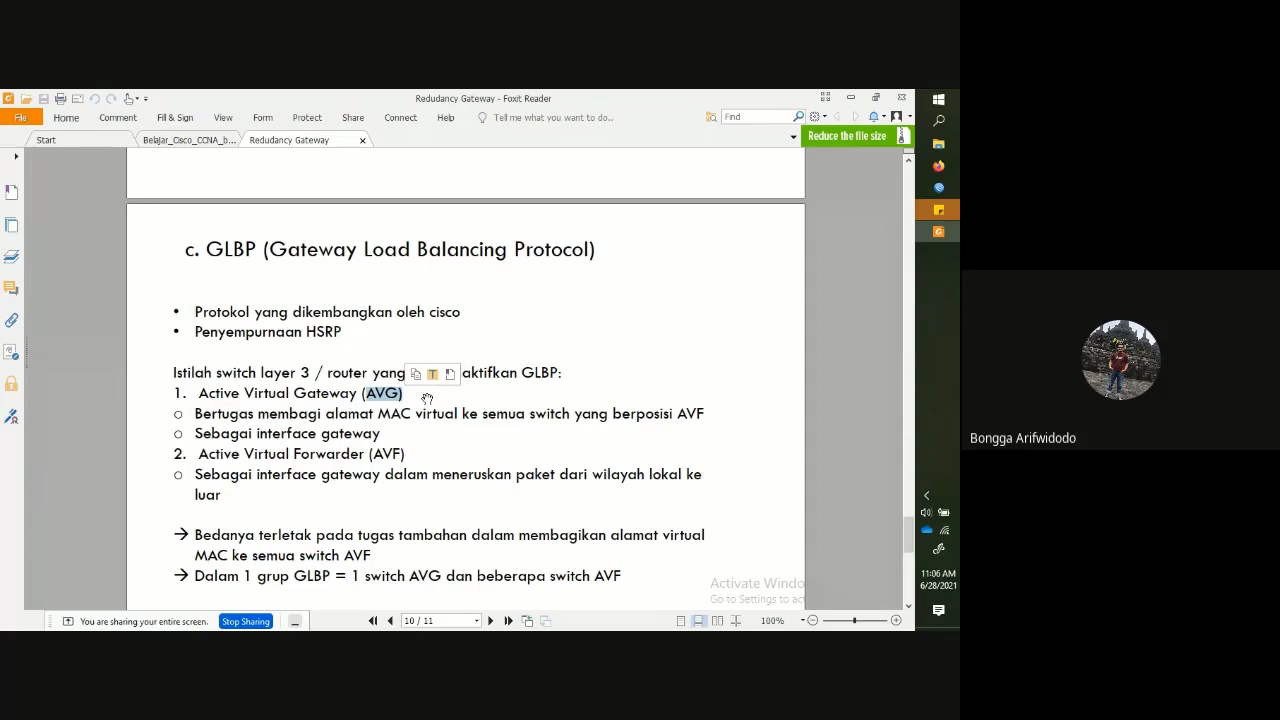 Redudancy Gateway - Foxit Reader
File Home Comment Fill & Sign View Form Protect Share Connect Help Tell me what you want to do.. Find
Start Belajar_Cisco_CCNA_b... Redudancy Gateway Reduce the file size
c. GLBP (Gateway Load Balancing Protocol)
• Protokol yang dikembangkan oleh cisco
• Penyempurnaan HSRP
Istilah switch layer 3 / router yang aktifkan GLBP:
1. Active Virtual Gateway (AVG)
o Bertugas membagi alamat MAC virtual ke semua switch yang berposisi AVF
o Sebagai interface gateway
2. Active Virtual Forwarder (AVF)
o Sebagai interface gateway dalam meneruskan paket dari wilayah lokal ke
luar
→ Bedanya terletak pada tugas tambahan dalam membagikan alamat virtual
MAC ke semua switch AVF
→ Dalam 1 grup GLBP = 1 switch AVG dan beberapa switch AVF
Activate Windo
Go to Settings to act
You are sharing your entire screen. Stop Sharing 10 / 11 100%
11:06 AM
6/28/2021
Bongga Arifwidodo